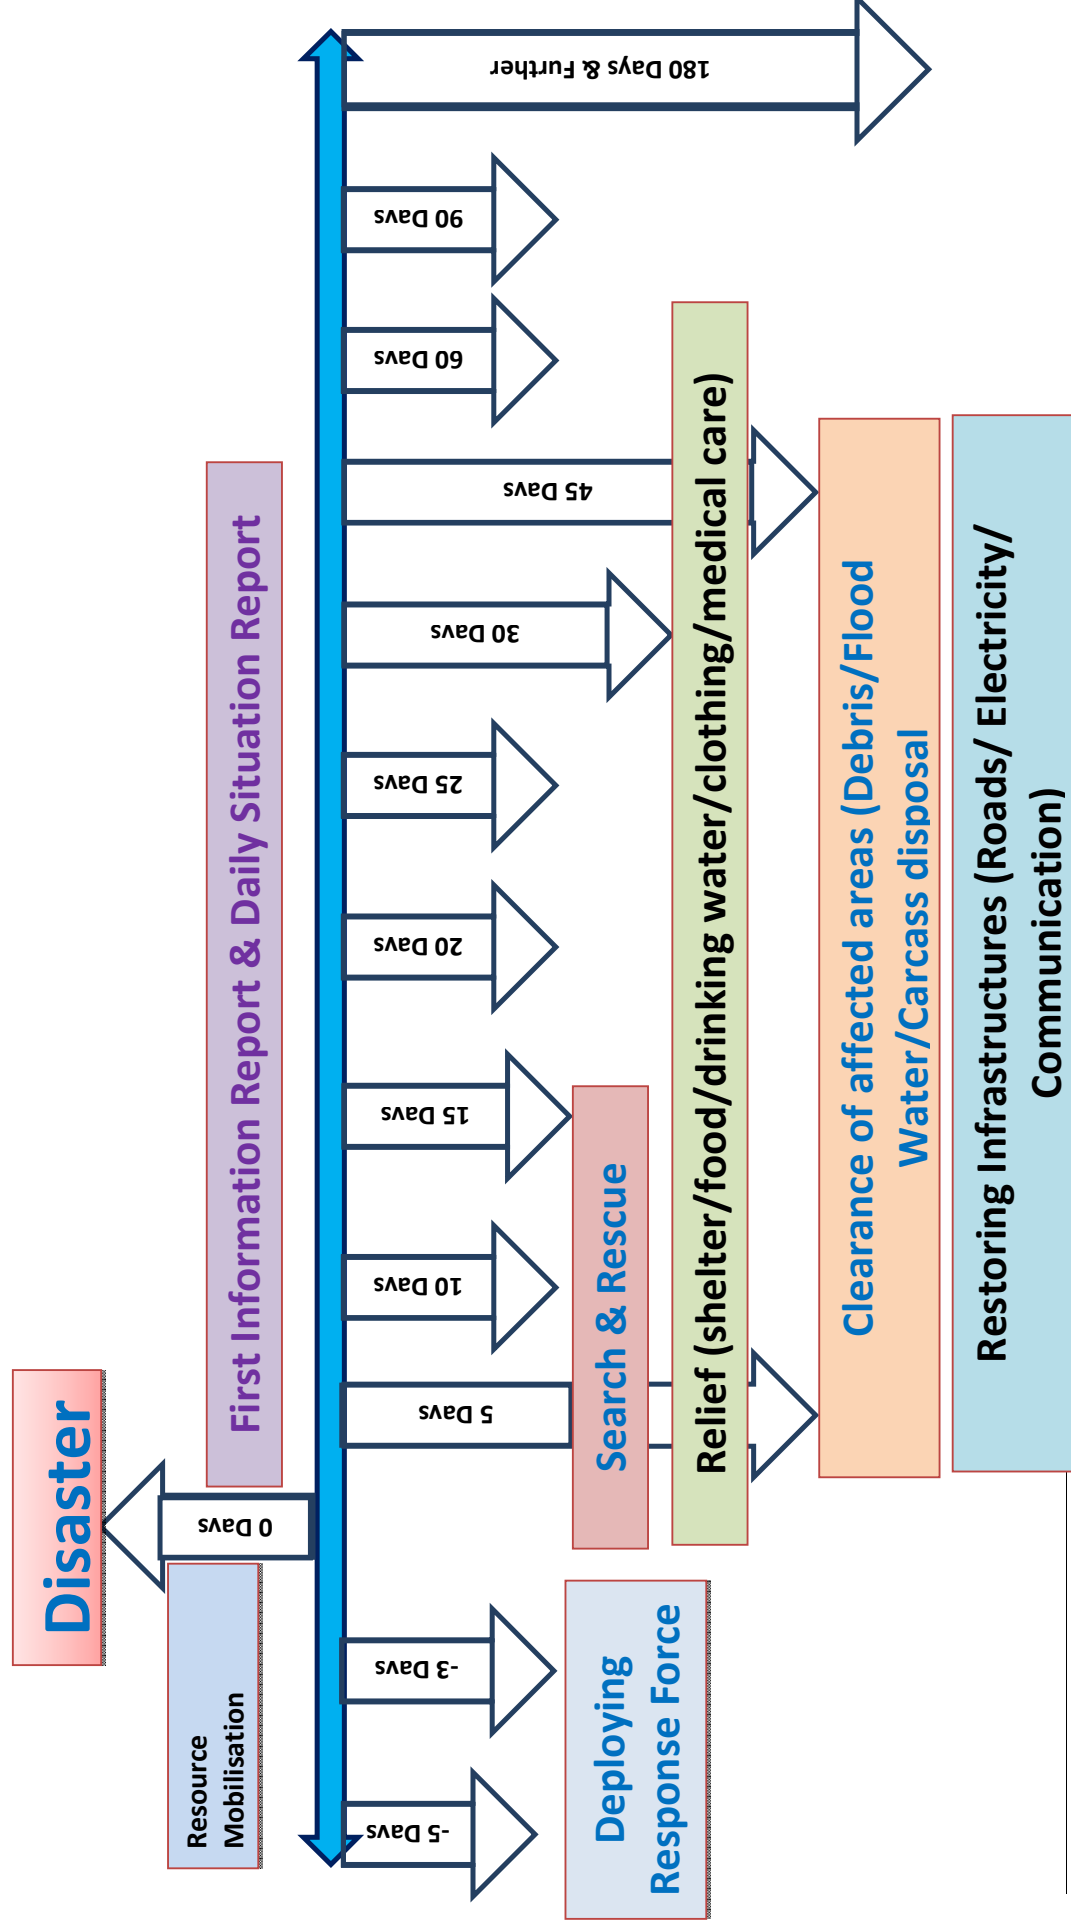 Disaster
Resource
Mobilisation
0 Days
First Information Report & Daily Situation Report
-5 Days
-3 Days
5 Days
10 Days
15 Days
20 Days
25 Days
30 Days
45 Days
60 Days
90 Days
180 Days & Further
Deploying
Response Force
Search & Rescue
Relief (shelter/food/drinking water/clothing/medical care)
Clearance of affected areas (Debris/Flood
Water/Carcass disposal
Restoring Infrastructures (Roads/ Electricity/
Communication)